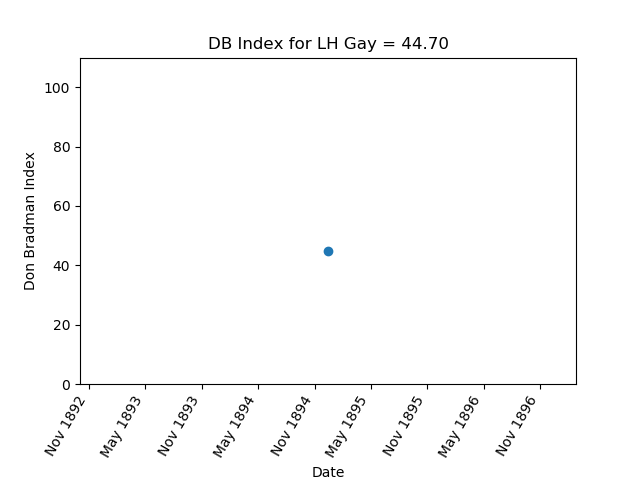 DB Index for LH Gay = 44.70
100
80
60
40
20
0
Don Bradman Index
Nov 1892
May 1893
Nov 1893
May 1894
Nov 1894
May 1895
Nov 1895
May 1896
Nov 1896
Date